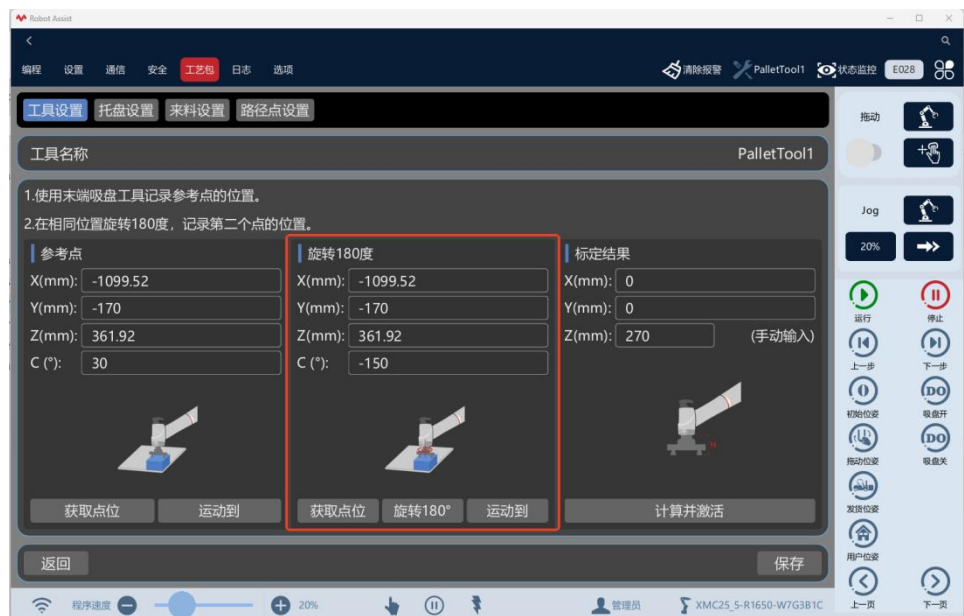 Robot Assist
编程 设置 通信 安全 工艺包 日志 选项 清除报警 PalletTool1 状态监控 E028
工具设置 托盘设置 来料设置 路径点设置
工具名称 PalletTool1
1.使用末端吸盘工具记录参考点的位置。
2.在相同位置旋转180度，记录第二个点的位置。
参考点
X(mm): -1099.52
Y(mm): -170
Z(mm): 361.92
C (°): 30
获取点位 运动到
旋转180度
X(mm): -1099.52
Y(mm): -170
Z(mm): 361.92
C (°): -150
获取点位 旋转180° 运动到
标定结果
X(mm): 0
Y(mm): 0
Z(mm): 270 (手动输入)
H
计算并激活
返回 保存
拖动
Jog
20%
运行 停止
上一步 下一步
初始位姿 DO 吸盘开
拖动位姿 DO 吸盘关
发货位姿
用户位姿
上一页 下一页
程序速度 20% 管理员 XMC25_5-R1650-W7G3B1C